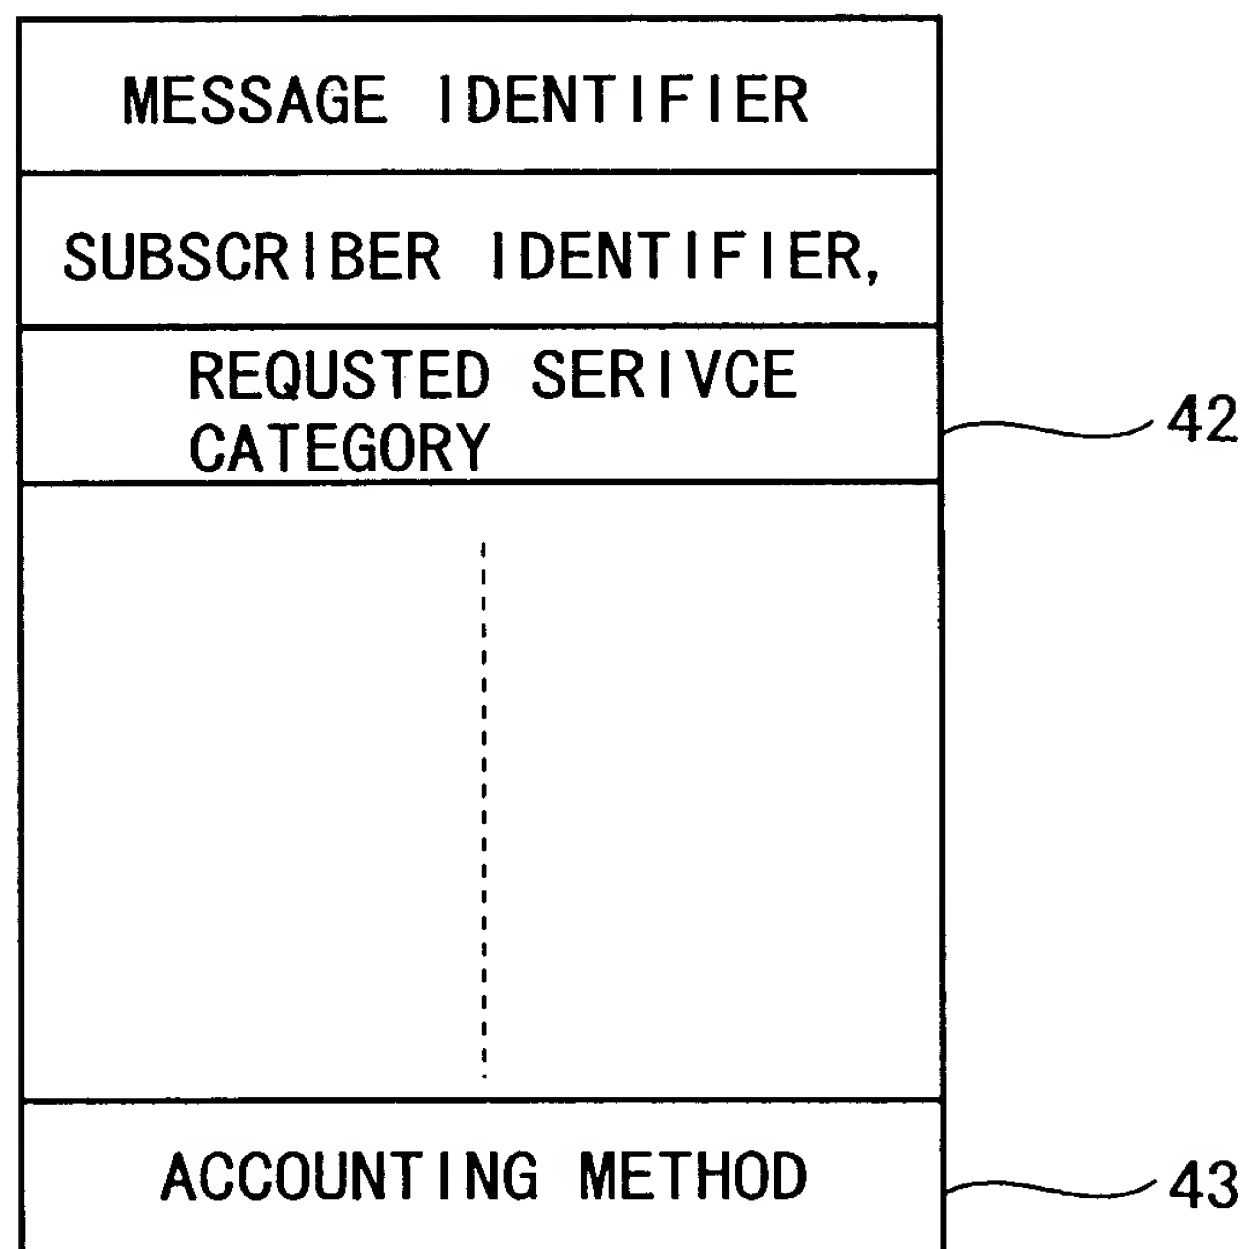 MESSAGE IDENTIFIER
SUBSCRIBER IDENTIFIER,
REQUSTED SERIVCE
CATEGORY
42
ACCOUNTING METHOD
43